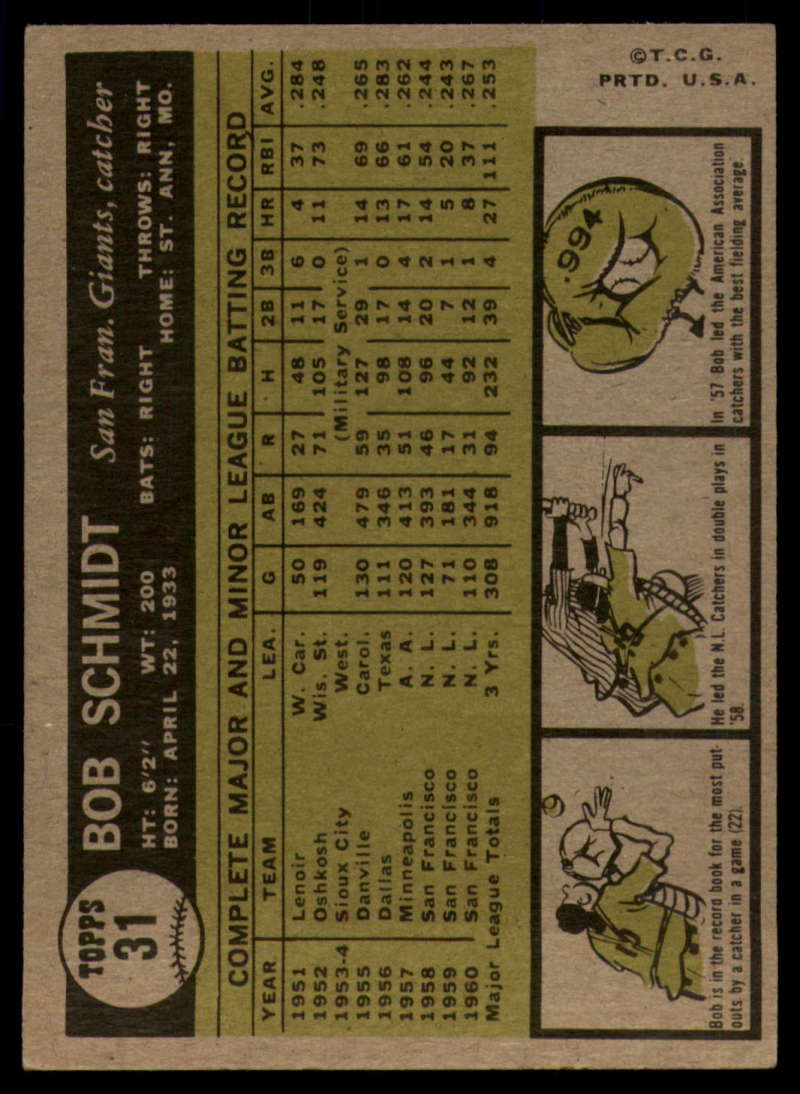 TOPPS
31
BOB SCHMIDT San Fran. Giants, catcher
HT: 6'2" WT: 200 BATS: RIGHT THROWS: RIGHT
BORN: APRIL 22, 1933 HOME: ST. ANN, MO.
COMPLETE MAJOR AND MINOR LEAGUE BATTING RECORD
YEAR TEAM LEA. G AB R H 2B 3B HR RBI AVG.
1951 Lenoir W. Car. 50 169 27 48 11 6 4 37 .284
1952 Oshkosh Wis. St. 119 424 71 105 17 0 11 73 .248
1953-4 Sioux City West. (Military Service)
1955 Danville Carol. 130 479 59 127 29 1 14 69 .265
1956 Dallas Texas 111 346 35 98 17 0 13 66 .283
1957 Minneapolis A. A. 120 413 51 108 14 4 17 61 .262
1958 San Francisco N. L. 127 393 46 96 20 2 14 54 .244
1959 San Francisco N. L. 71 181 17 44 7 1 5 20 .243
1960 San Francisco N. L. 110 344 31 92 12 1 8 37 .267
Major League Totals 3 Yrs. 308 918 94 232 39 4 27 111 .253
Bob is in the record book for the most put-
outs by a catcher in a game (22).
He led the N.L. Catchers in double plays in
'58.
.994
In '57 Bob led the American Association
catchers with the best fielding average.
©T.C.G.
PRTD. U.S.A.